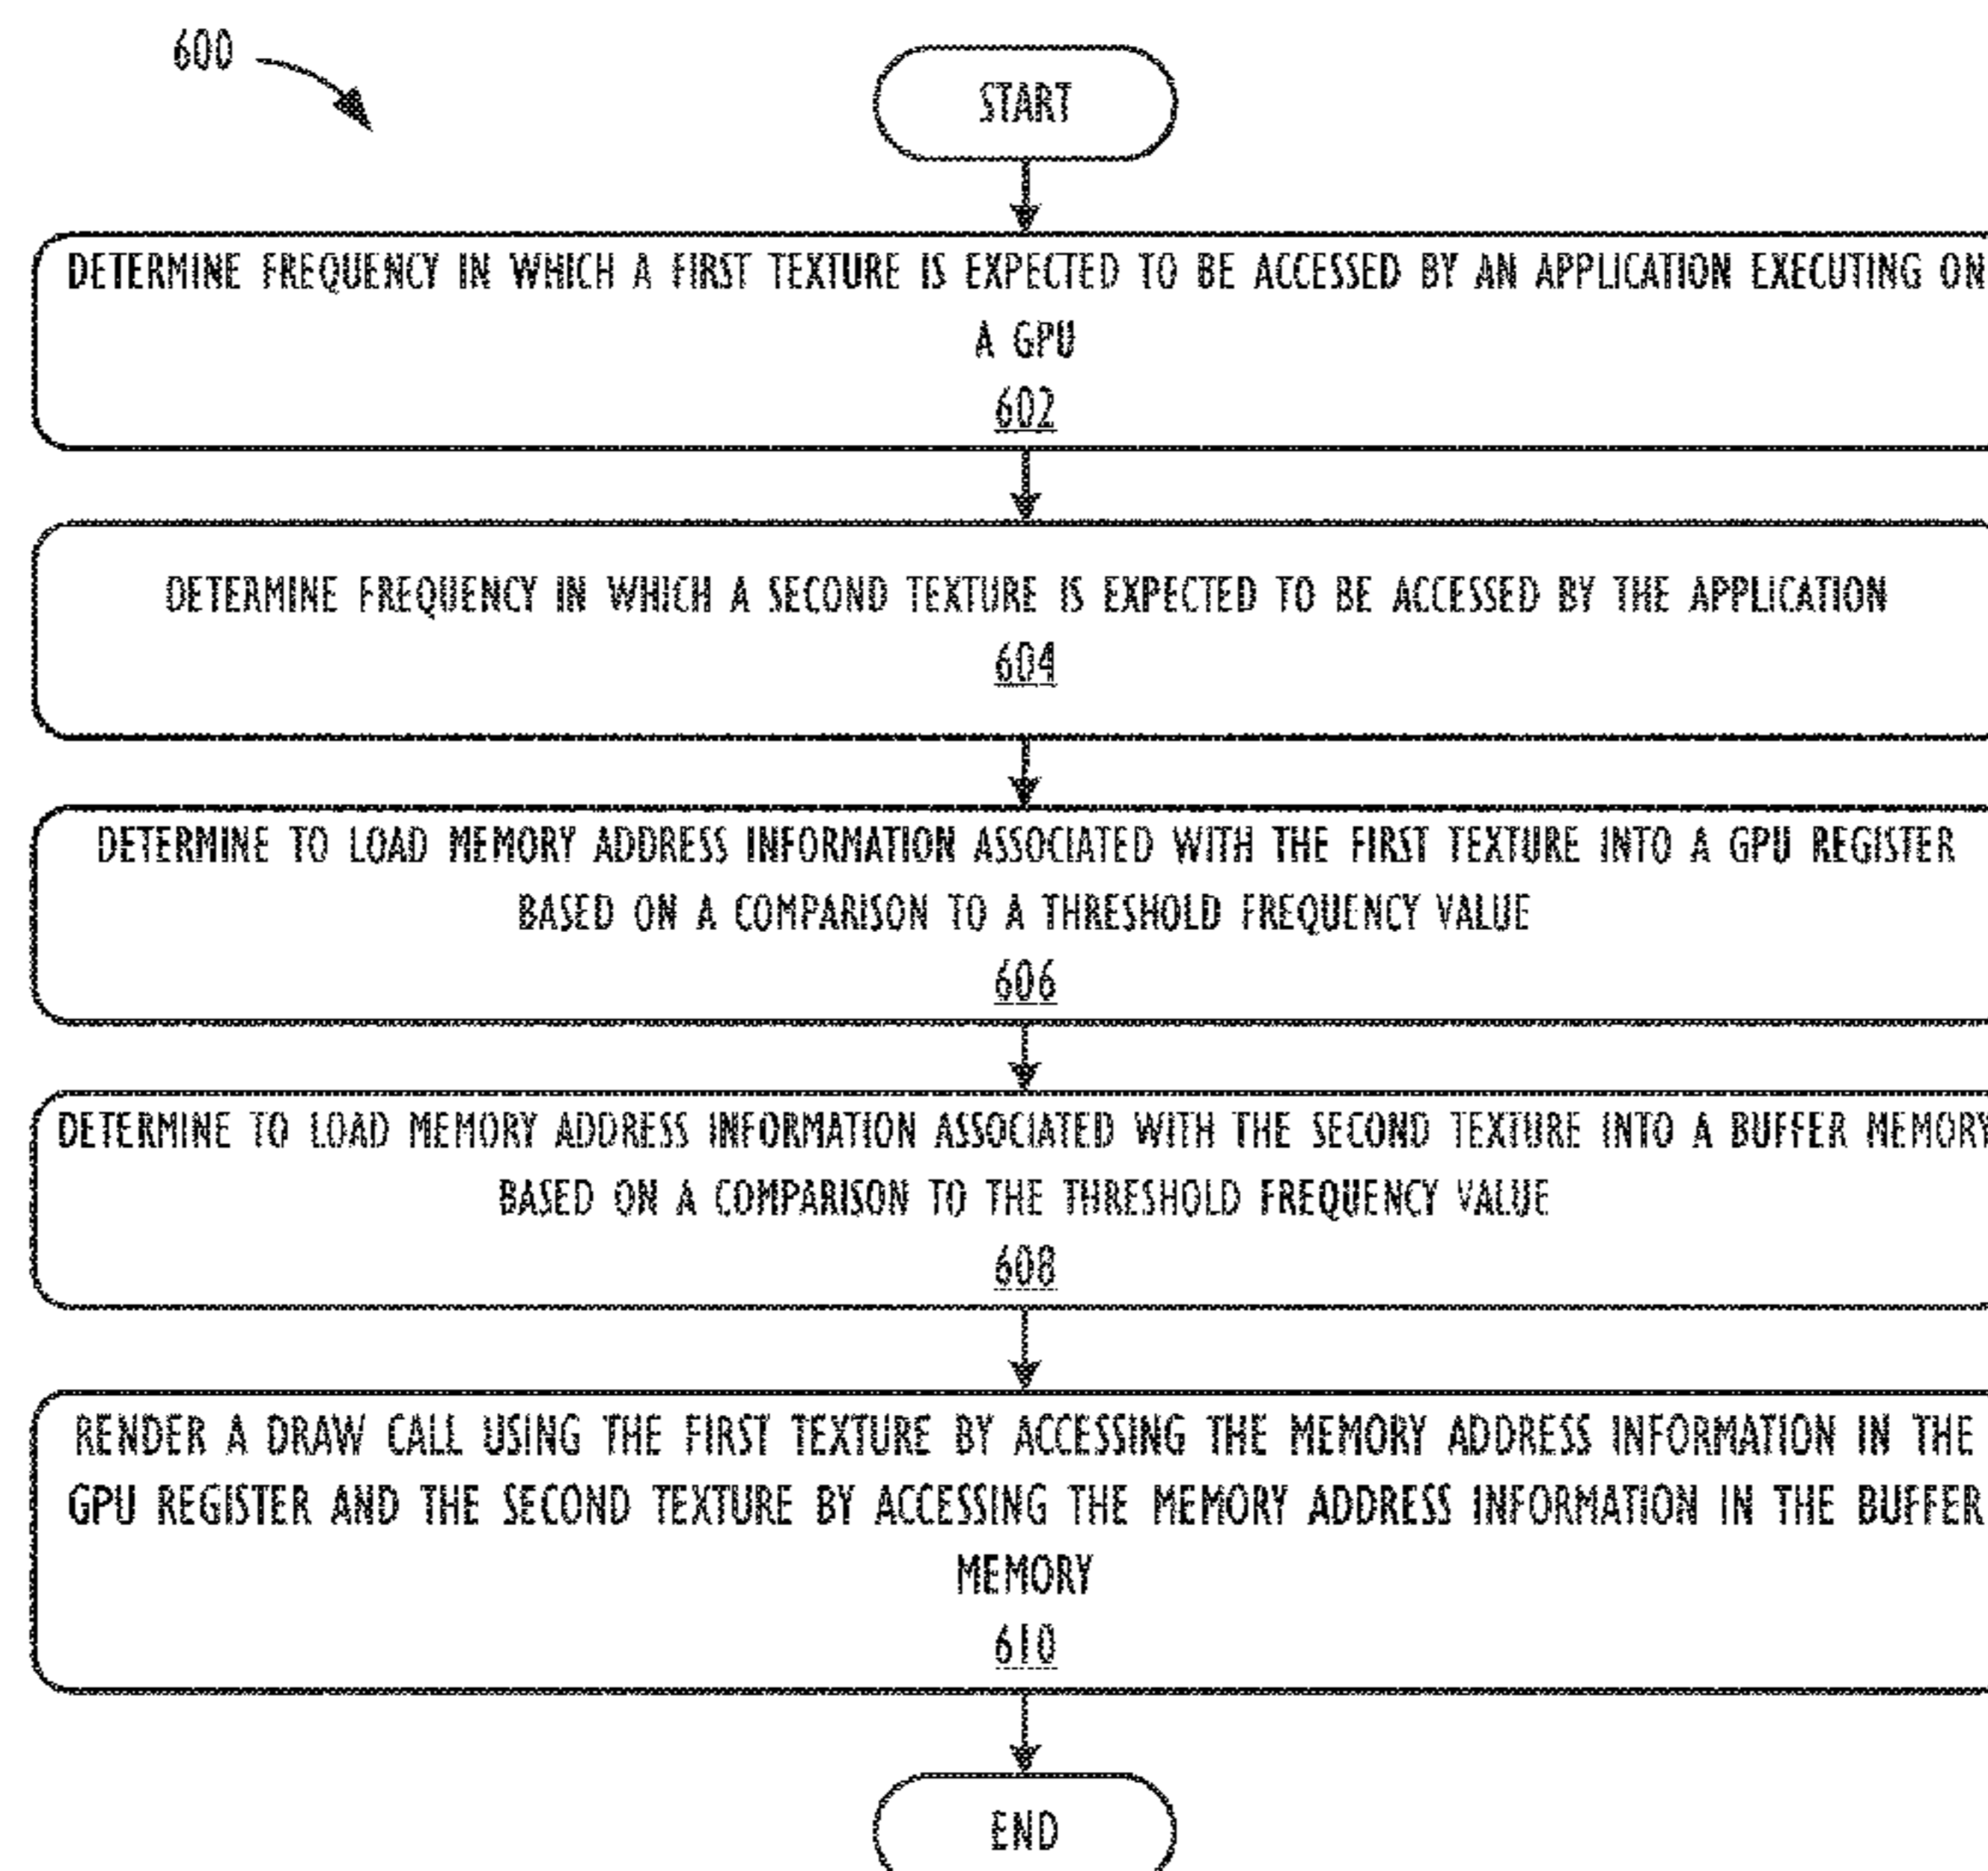 600
START
DETERMINE FREQUENCY IN WHICH A FIRST TEXTURE IS EXPECTED TO BE ACCESSED BY AN APPLICATION EXECUTING ON
A GPU
602
DETERMINE FREQUENCY IN WHICH A SECOND TEXTURE IS EXPECTED TO BE ACCESSED BY THE APPLICATION
604
DETERMINE TO LOAD MEMORY ADDRESS INFORMATION ASSOCIATED WITH THE FIRST TEXTURE INTO A GPU REGISTER
BASED ON A COMPARISON TO A THRESHOLD FREQUENCY VALUE
606
DETERMINE TO LOAD MEMORY ADDRESS INFORMATION ASSOCIATED WITH THE SECOND TEXTURE INTO A BUFFER MEMORY
BASED ON A COMPARISON TO THE THRESHOLD FREQUENCY VALUE
608
RENDER A DRAW CALL USING THE FIRST TEXTURE BY ACCESSING THE MEMORY ADDRESS INFORMATION IN THE
GPU REGISTER AND THE SECOND TEXTURE BY ACCESSING THE MEMORY ADDRESS INFORMATION IN THE BUFFER
MEMORY
610
END